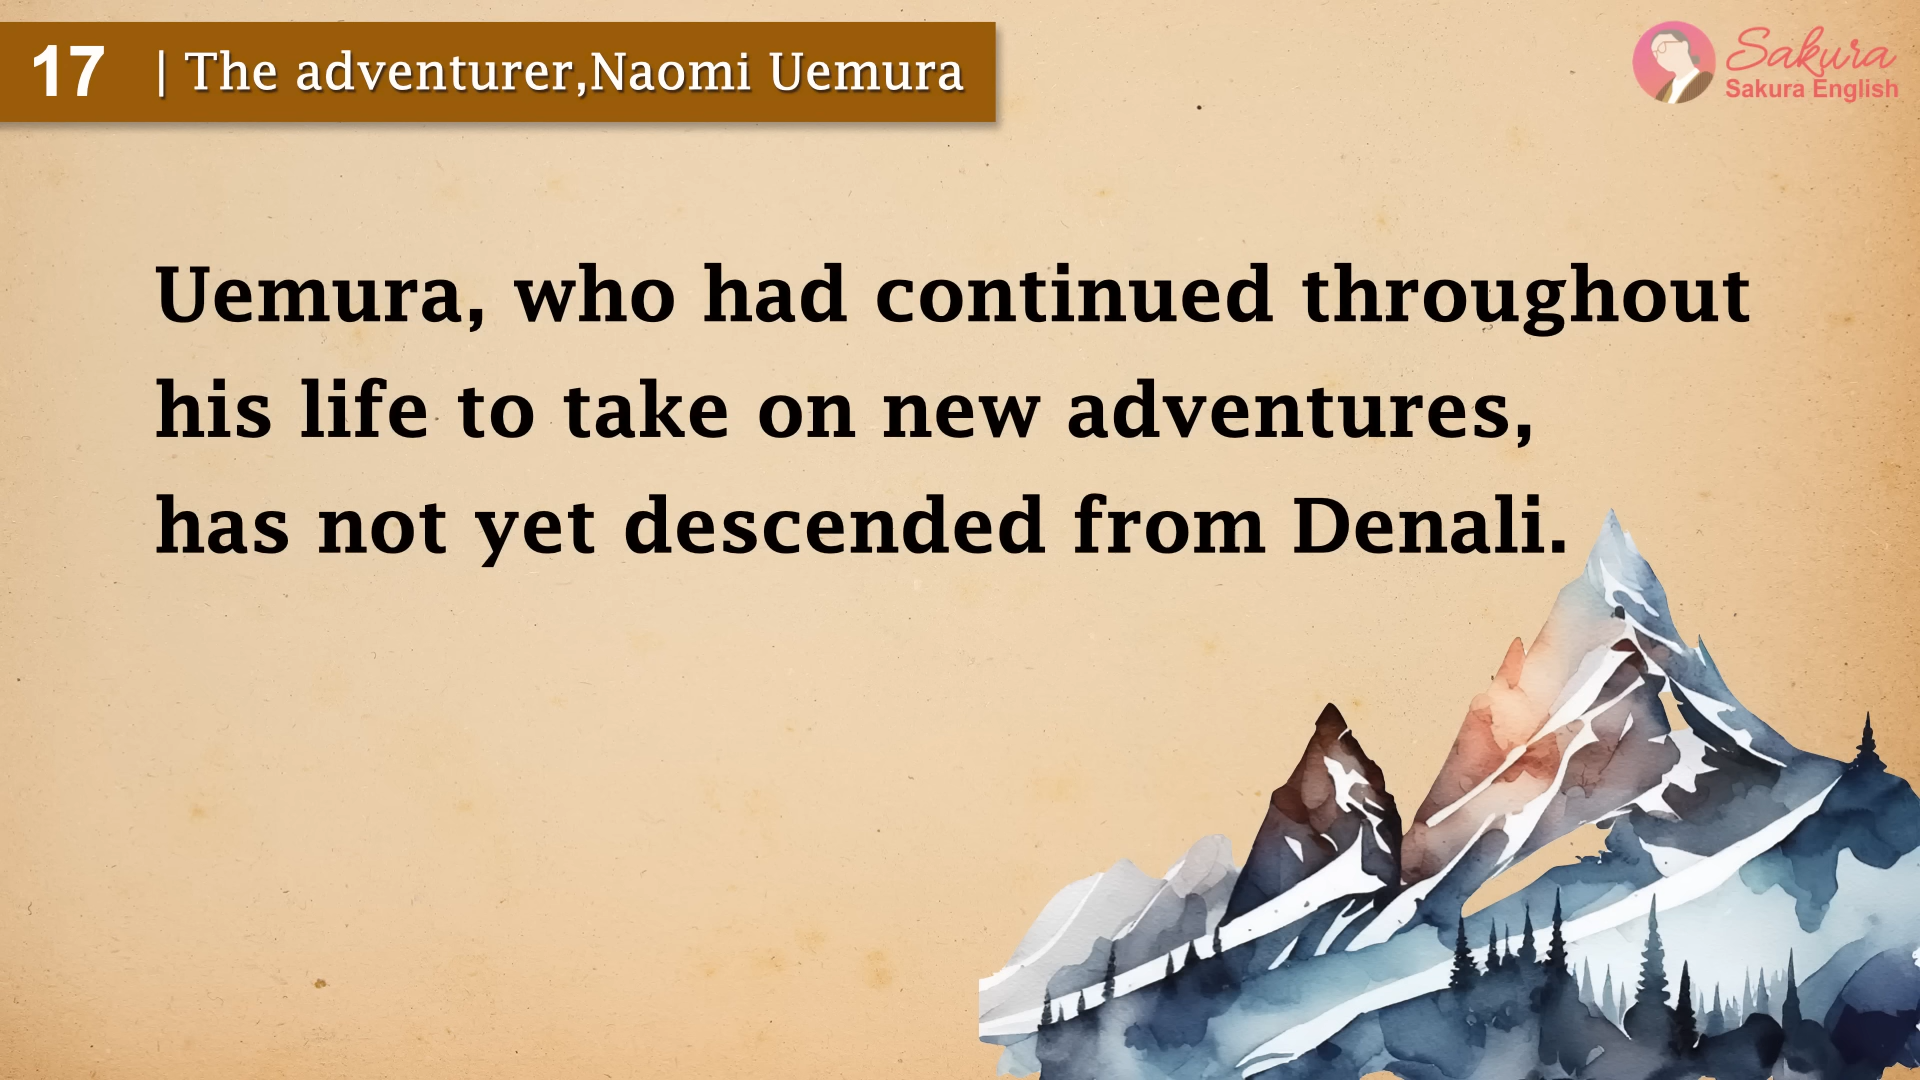 17 | The adventurer,Naomi Uemura
Sakura
Sakura English
Uemura, who had continued throughout
his life to take on new adventures,
has not yet descended from Denali.